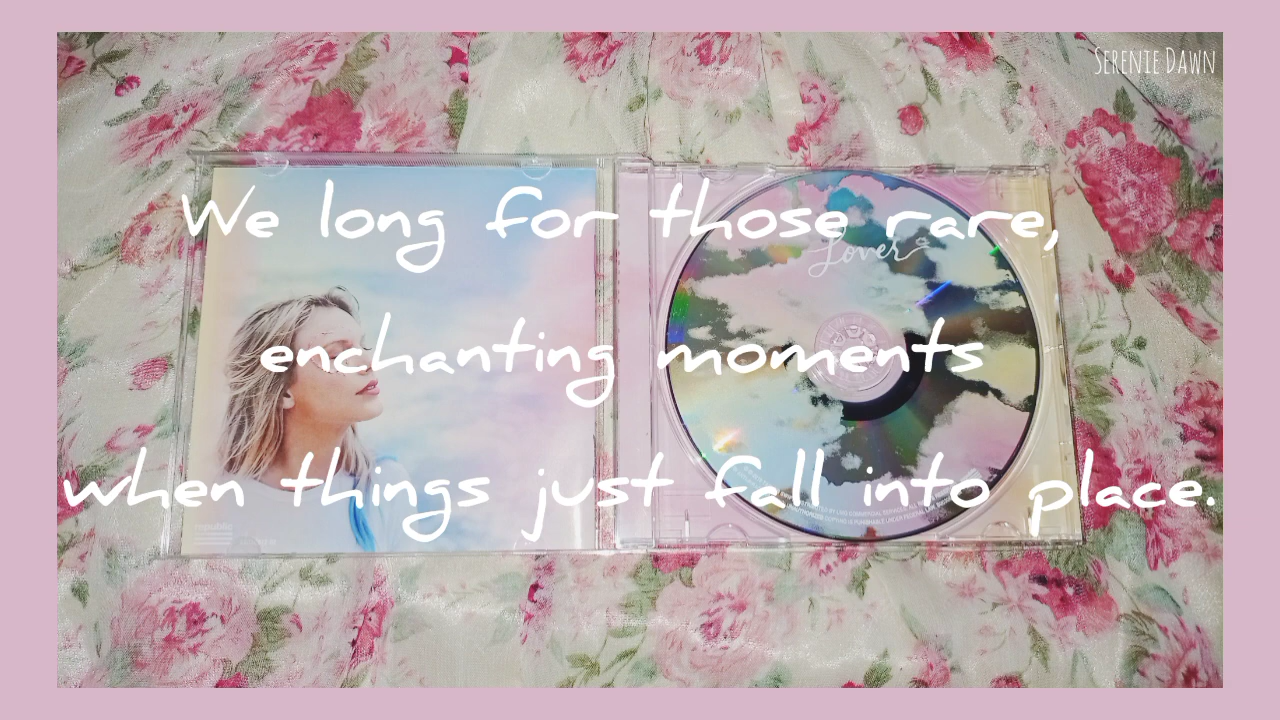 SERENIE DAWN
We long for those rare,
Lover
enchanting moments
when things just fall into place.
republic